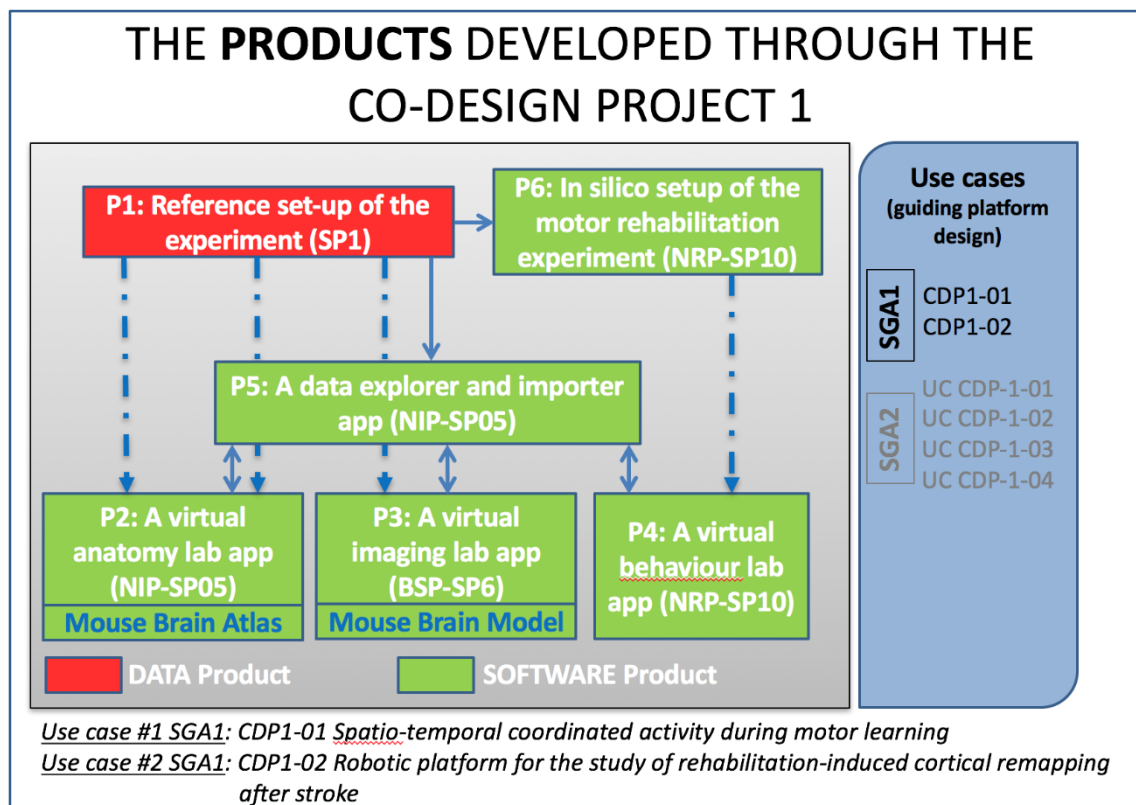 THE PRODUCTS DEVELOPED THROUGH THE
CO-DESIGN PROJECT 1
P1: Reference set-up of the
experiment (SP1)
P6: In silico setup of the
motor rehabilitation
experiment (NRP-SP10)
P5: A data explorer and importer
app (NIP-SP05)
P2: A virtual
anatomy lab app
(NIP-SP05)
Mouse Brain Atlas
P3: A virtual
imaging lab app
(BSP-SP6)
Mouse Brain Model
P4: A virtual
behaviour lab
app (NRP-SP10)
DATA Product
SOFTWARE Product
Use cases
(guiding platform
design)
SGA1
CDP1-01
CDP1-02
SGA2
UC CDP-1-01
UC CDP-1-02
UC CDP-1-03
UC CDP-1-04
Use case #1 SGA1: CDP1-01 Spatio-temporal coordinated activity during motor learning
Use case #2 SGA1: CDP1-02 Robotic platform for the study of rehabilitation-induced cortical remapping
after stroke